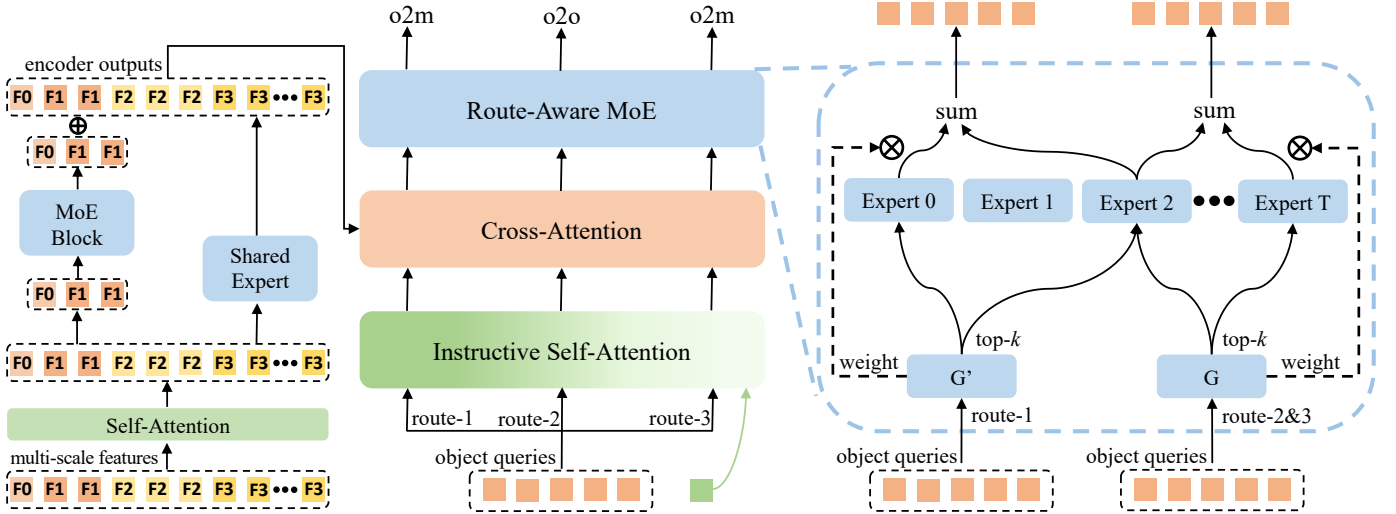 encoder outputs
F0 F1 F1 F2 F2 F2 F3 F3 ••• F3
F0 F1 F1
MoE
Block
Shared
Expert
F0 F1 F1
F0 F1 F1 F2 F2 F2 F3 F3 ••• F3
Self-Attention
multi-scale features
F0 F1 F1 F2 F2 F2 F3 F3 ••• F3
o2m o2o o2m
Route-Aware MoE
Cross-Attention
Instructive Self-Attention
route-1 route-2 route-3
object queries
sum sum
Expert 0 Expert 1 Expert 2 ••• Expert T
top-k top-k
weight G’ G weight
route-1 route-2&3
object queries object queries